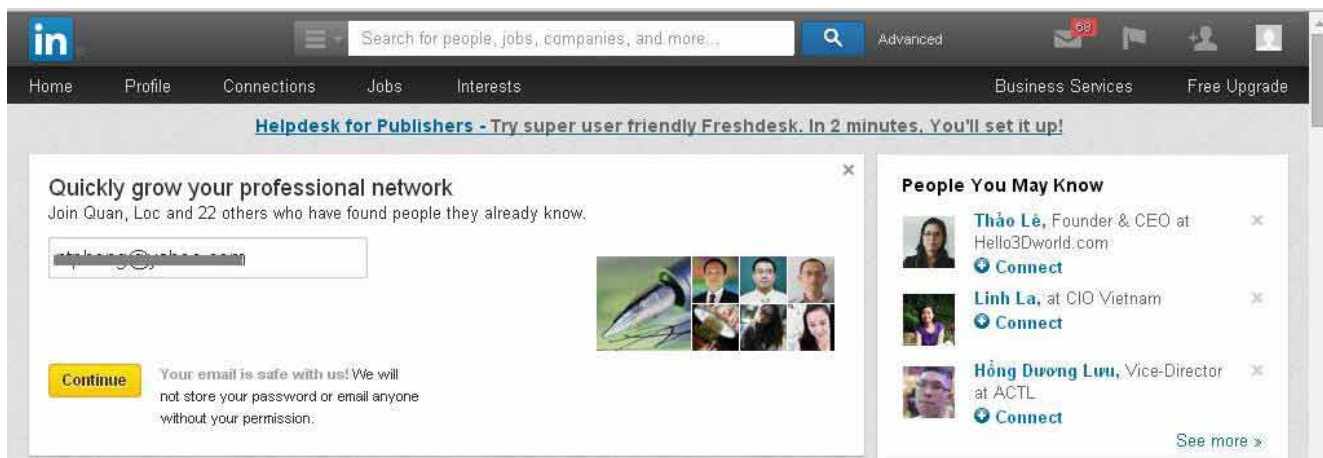 in
Search for people, jobs, companies, and more...
Advanced
68
Home Profile Connections Jobs Interests Business Services Free Upgrade
Helpdesk for Publishers - Try super user friendly Freshdesk. In 2 minutes, You'll set it up!
Quickly grow your professional network
Join Quan, Loc and 22 others who have found people they already know.
Continue
Your email is safe with us! We will
not store your password or email anyone
without your permission.
People You May Know
Thảo Lê, Founder & CEO at
Hello3Dworld.com
Connect
Linh La, at CIO Vietnam
Connect
Hồng Dương Lưu, Vice-Director
at ACTL
Connect
See more »